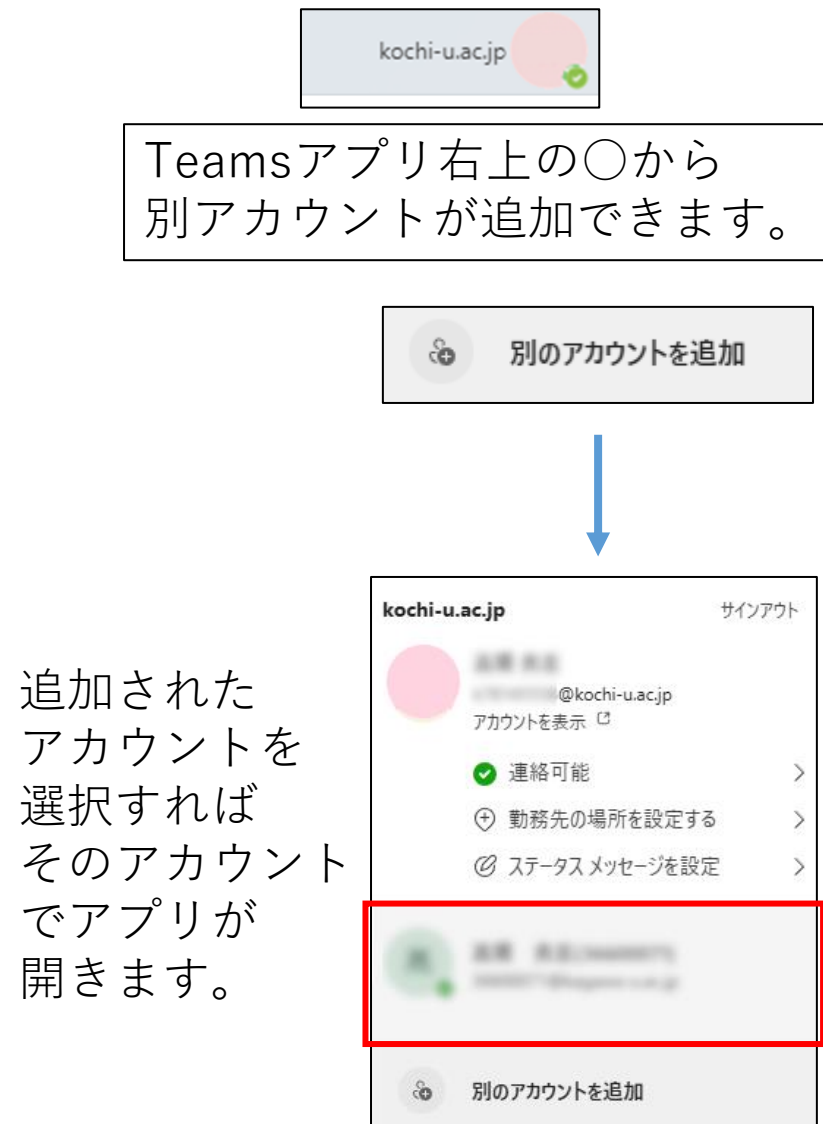 kochi-u.ac.jp
Teamsアプリ右上の○から
別アカウントが追加できます。
別のアカウントを追加
追加された
アカウントを
選択すれば
そのアカウント
でアプリが
開きます。
kochi-u.ac.jp サインアウト
@kochi-u.ac.jp
アカウントを表示
連絡可能
勤務先の場所を設定する
ステータス メッセージを設定
別のアカウントを追加